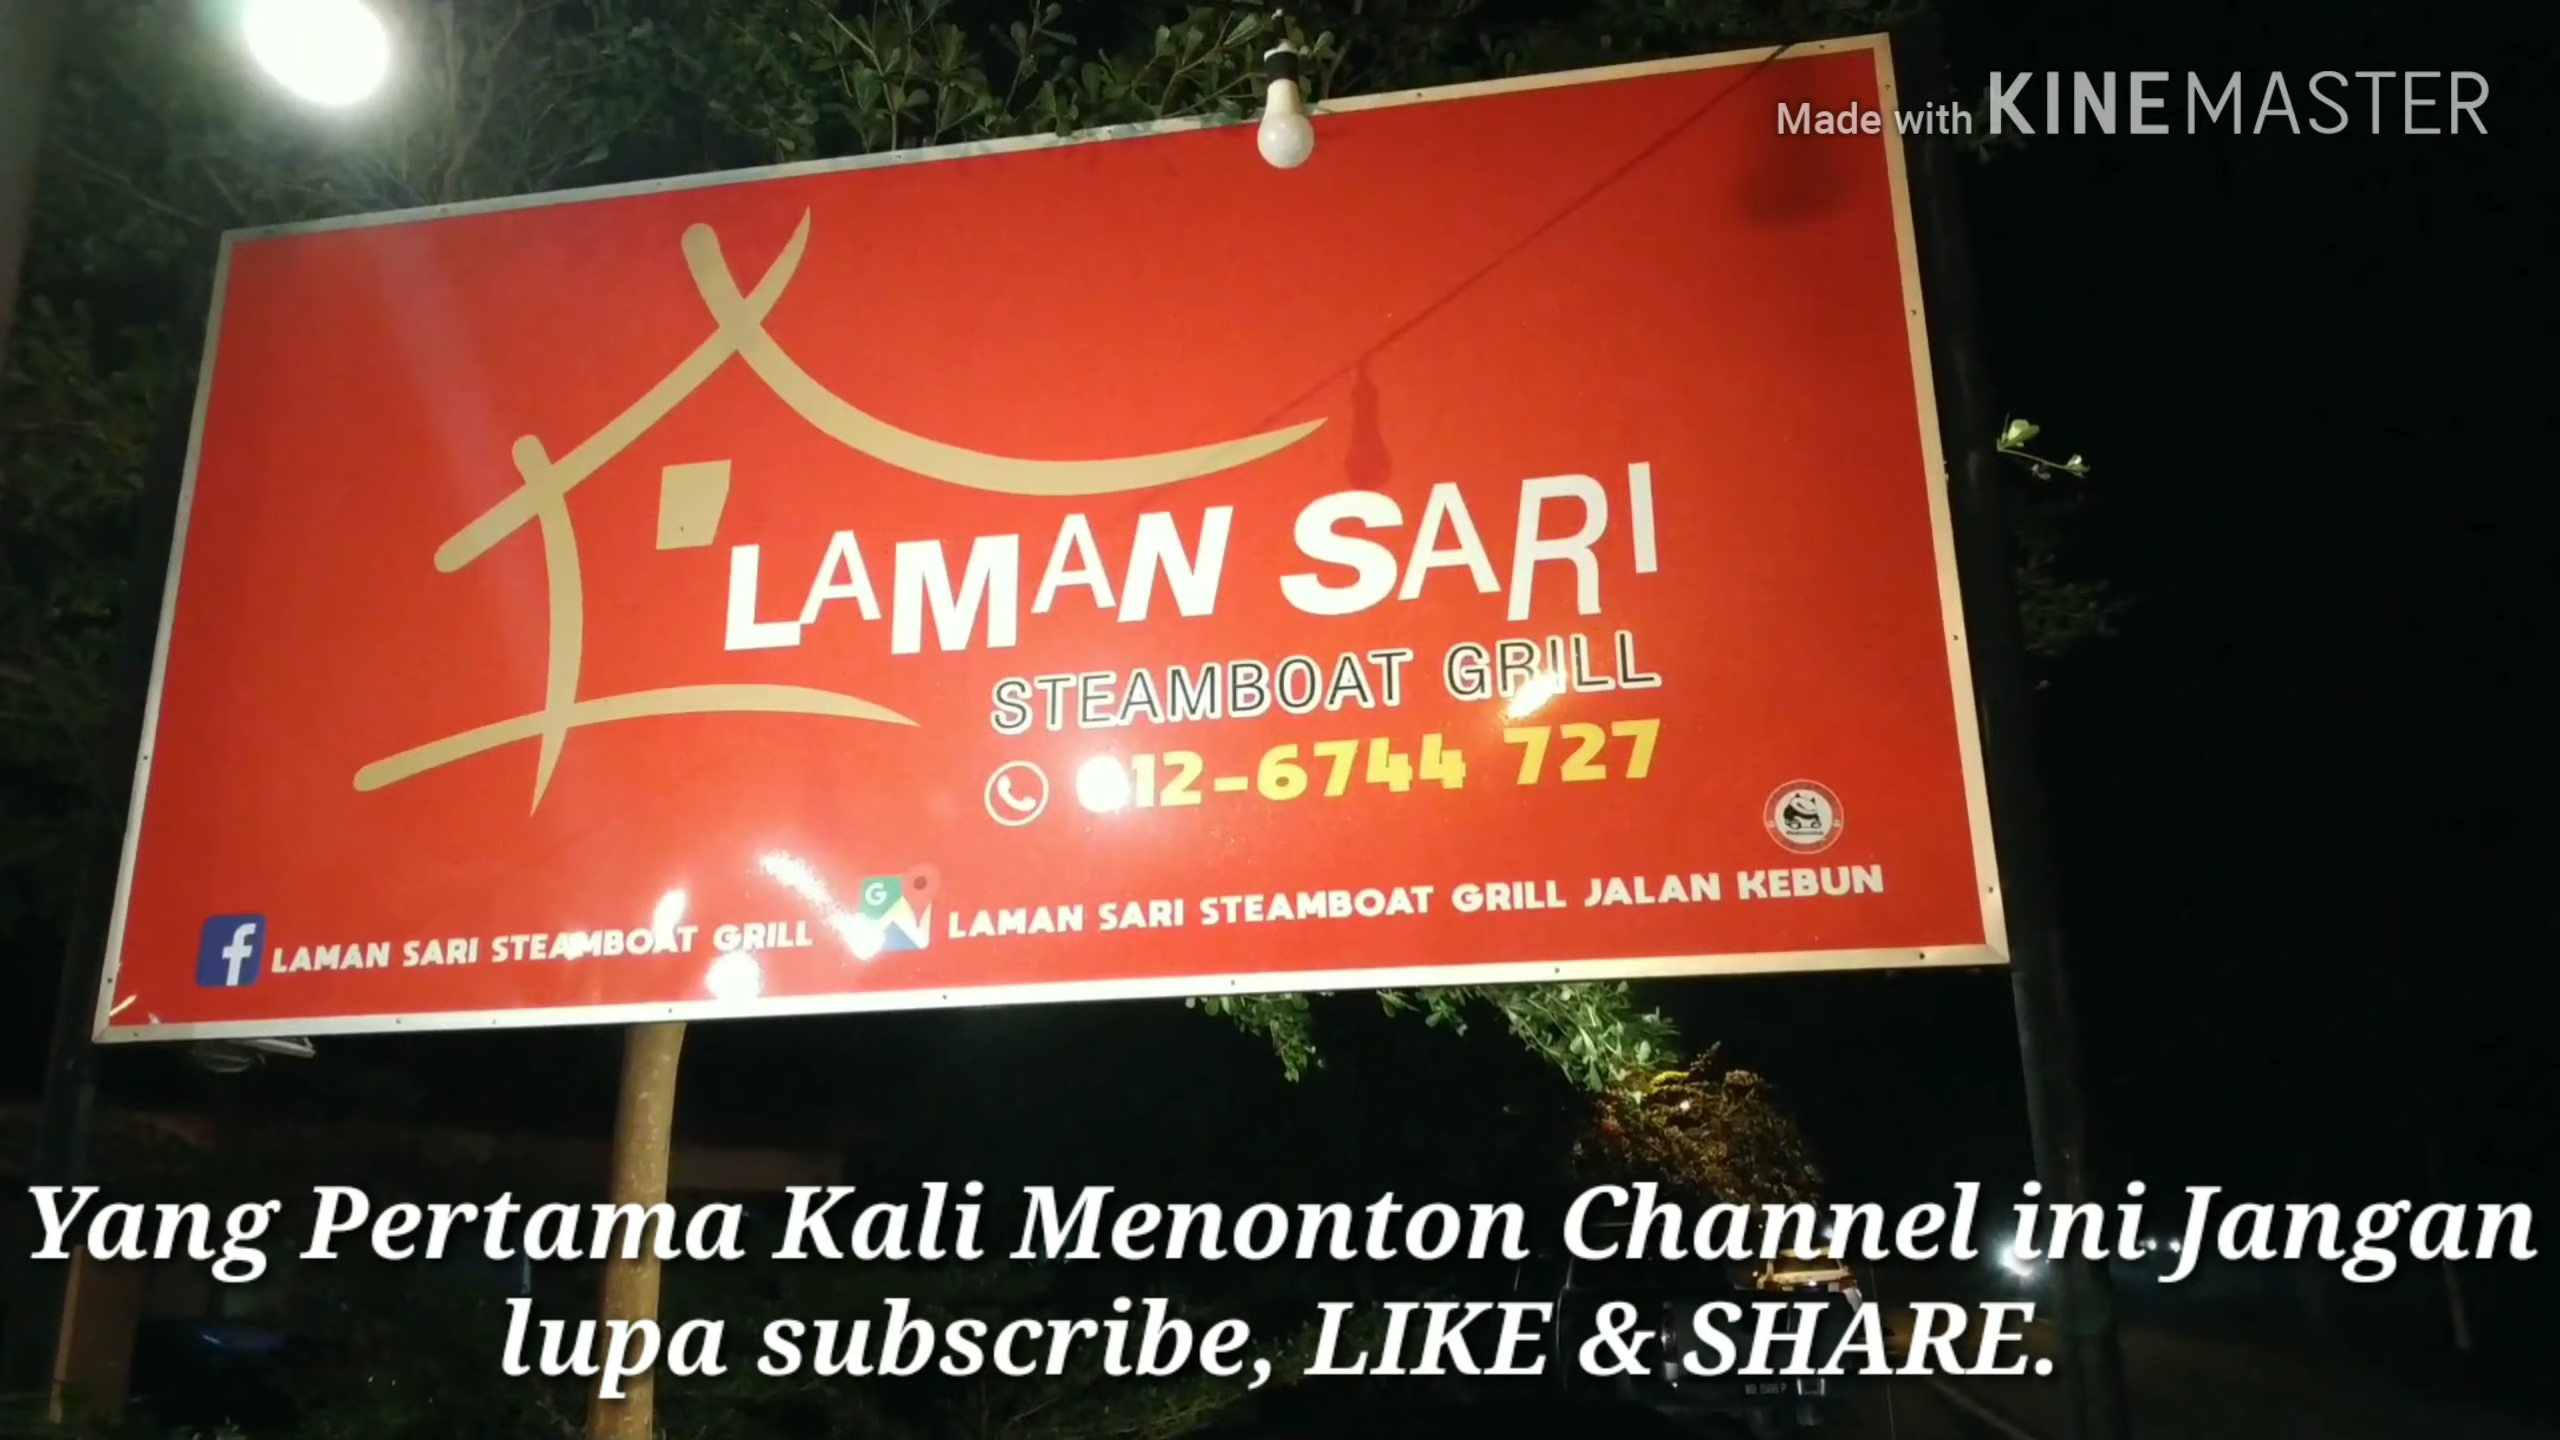 Made with KINEMASTER
LAMAN SARI
STEAMBOAT GRILL
012-6744 727
LAMAN SARI STEAMBOAT GRILL
LAMAN SARI STEAMBOAT GRILL JALAN KEBUN
Yang Pertama Kali Menonton Channel ini Jangan
lupa subscribe, LIKE & SHARE.